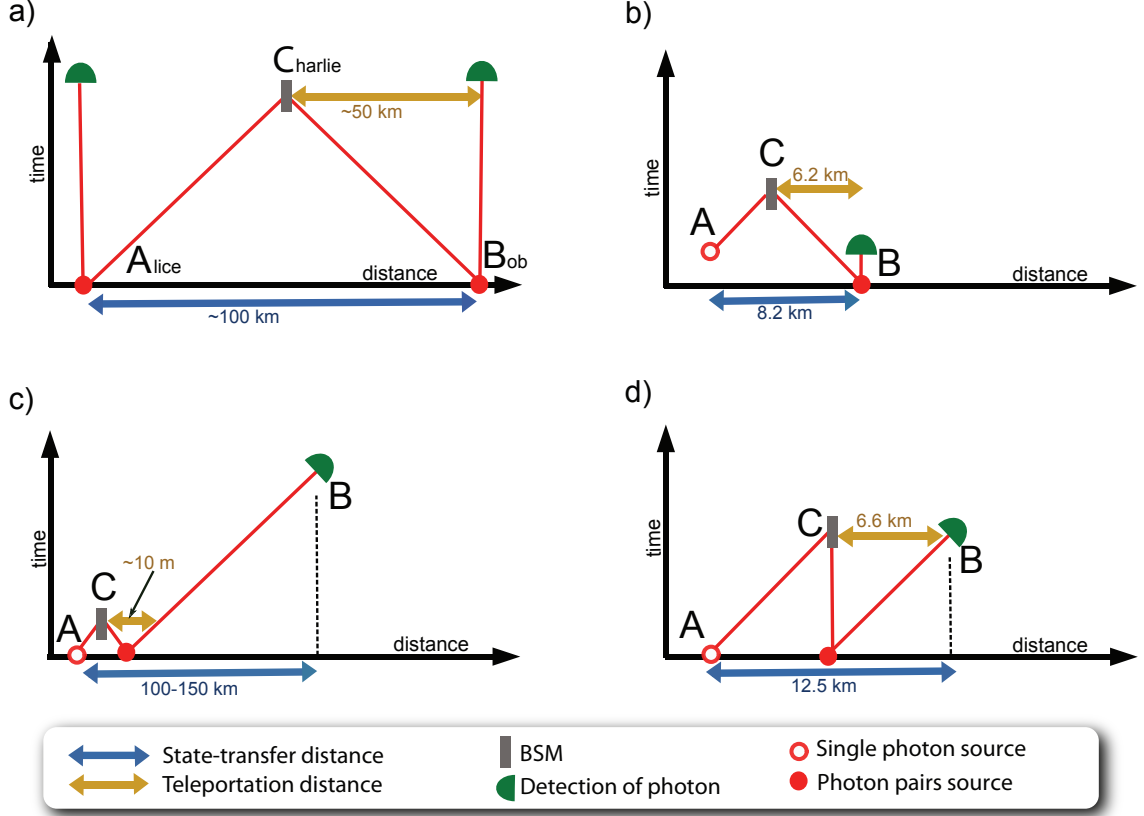 a)
Charlie
~50 km
time
Alice
Bob
distance
~100 km
b)
C
6.2 km
A
time
B
distance
8.2 km
c)
B
~10 m
time
C
A
distance
100-150 km
d)
C
6.6 km
time
B
A
distance
12.5 km
State-transfer distance
Teleportation distance
BSM
Detection of photon
Single photon source
Photon pairs source